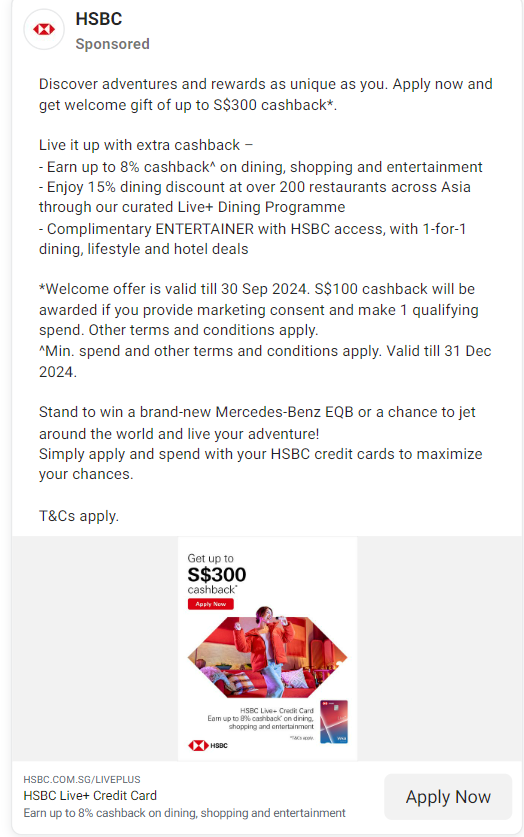 HSBC
Sponsored
Discover adventures and rewards as unique as you. Apply now and
get welcome gift of up to S$300 cashback*.
Live it up with extra cashback –
- Earn up to 8% cashback^ on dining, shopping and entertainment
- Enjoy 15% dining discount at over 200 restaurants across Asia
through our curated Live+ Dining Programme
- Complimentary ENTERTAINER with HSBC access, with 1-for-1
dining, lifestyle and hotel deals
*Welcome offer is valid till 30 Sep 2024. S$100 cashback will be
awarded if you provide marketing consent and make 1 qualifying
spend. Other terms and conditions apply.
^Min. spend and other terms and conditions apply. Valid till 31 Dec
2024.
Stand to win a brand-new Mercedes-Benz EQB or a chance to jet
around the world and live your adventure!
Simply apply and spend with your HSBC credit cards to maximize
your chances.
T&Cs apply.
Get up to
S$300
cashback*
Apply Now
HSBC Live+ Credit Card
Earn up to 8% cashback* on dining,
shopping and entertainment
*T&Cs apply.
HSBC
VISA
HSBC.COM.SG/LIVEPLUS
HSBC Live+ Credit Card
Earn up to 8% cashback on dining, shopping and entertainment
Apply Now